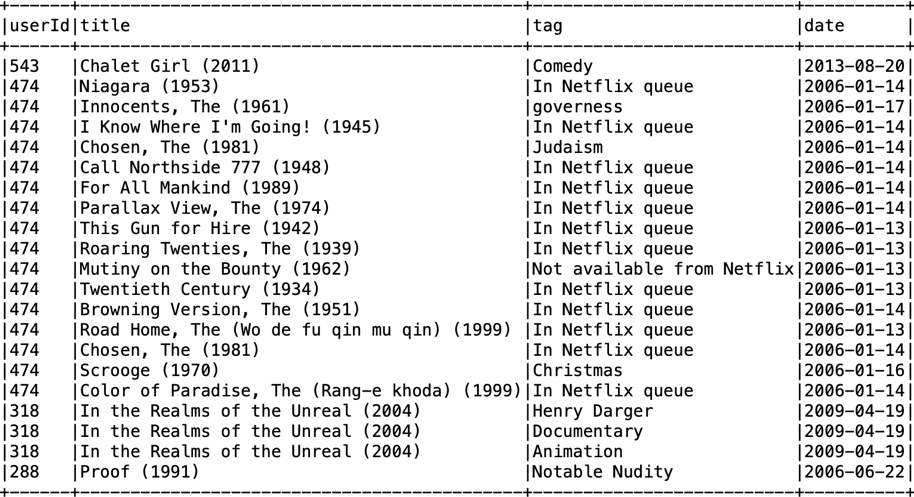 +------+----------------------------------------------+--------------------------+----------+
|userId|title                                         |tag                       |date      |
+------+----------------------------------------------+--------------------------+----------+
|543   |Chalet Girl (2011)                            |Comedy                    |2013-08-20|
|474   |Niagara (1953)                                |In Netflix queue          |2006-01-14|
|474   |Innocents, The (1961)                         |governess                 |2006-01-17|
|474   |I Know Where I'm Going! (1945)                |In Netflix queue          |2006-01-14|
|474   |Chosen, The (1981)                            |Judaism                   |2006-01-14|
|474   |Call Northside 777 (1948)                     |In Netflix queue          |2006-01-14|
|474   |For All Mankind (1989)                        |In Netflix queue          |2006-01-14|
|474   |Parallax View, The (1974)                     |In Netflix queue          |2006-01-14|
|474   |This Gun for Hire (1942)                      |In Netflix queue          |2006-01-13|
|474   |Roaring Twenties, The (1939)                  |In Netflix queue          |2006-01-13|
|474   |Mutiny on the Bounty (1962)                   |Not available from Netflix|2006-01-13|
|474   |Twentieth Century (1934)                      |In Netflix queue          |2006-01-13|
|474   |Browning Version, The (1951)                  |In Netflix queue          |2006-01-14|
|474   |Road Home, The (Wo de fu qin mu qin) (1999)   |In Netflix queue          |2006-01-13|
|474   |Chosen, The (1981)                            |In Netflix queue          |2006-01-14|
|474   |Scrooge (1970)                                |Christmas                 |2006-01-16|
|474   |Color of Paradise, The (Rang-e khoda) (1999)|In Netflix queue          |2006-01-14|
|318   |In the Realms of the Unreal (2004)            |Henry Darger              |2009-04-19|
|318   |In the Realms of the Unreal (2004)            |Documentary               |2009-04-19|
|318   |In the Realms of the Unreal (2004)            |Animation                 |2009-04-19|
|288   |Proof (1991)                                  |Notable Nudity            |2006-06-22|
+------+----------------------------------------------+--------------------------+----------+